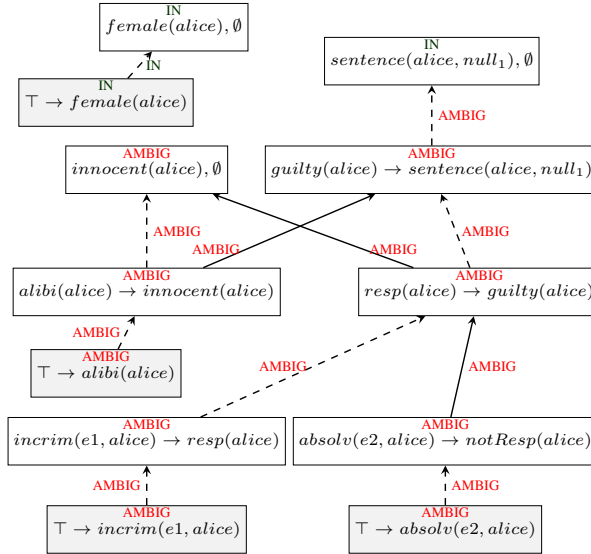 IN
female(alice), ∅
IN
IN
⊤ → female(alice)
IN
sentence(alice, null₁), ∅
AMBIG
AMBIG
innocent(alice), ∅
AMBIG
guilty(alice) → sentence(alice, null₁)
AMBIG
AMBIG
AMBIG
AMBIG
AMBIG
alibi(alice) → innocent(alice)
AMBIG
resp(alice) → guilty(alice)
AMBIG
AMBIG
⊤ → alibi(alice)
AMBIG
AMBIG
AMBIG
incrim(e1, alice) → resp(alice)
AMBIG
absolv(e2, alice) → notResp(alice)
AMBIG
AMBIG
AMBIG
⊤ → incrim(e1, alice)
AMBIG
⊤ → absolv(e2, alice)